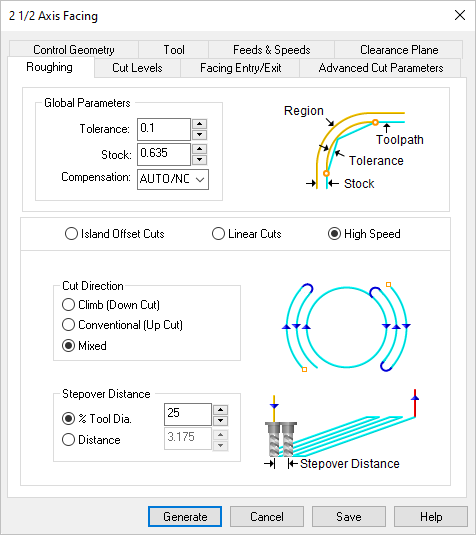 2 1/2 Axis Facing
Control Geometry Tool Feeds & Speeds Clearance Plane
Roughing Cut Levels Facing Entry/Exit Advanced Cut Parameters
Global Parameters
Tolerance: 0.1
Stock: 0.635
Compensation: AUTO/NC
Region
Toolpath
Tolerance
Stock
Island Offset Cuts Linear Cuts High Speed
Cut Direction
Climb (Down Cut)
Conventional (Up Cut)
Mixed
Stepover Distance
% Tool Dia. 25
Distance 3.175
Stepover Distance
Generate Cancel Save Help